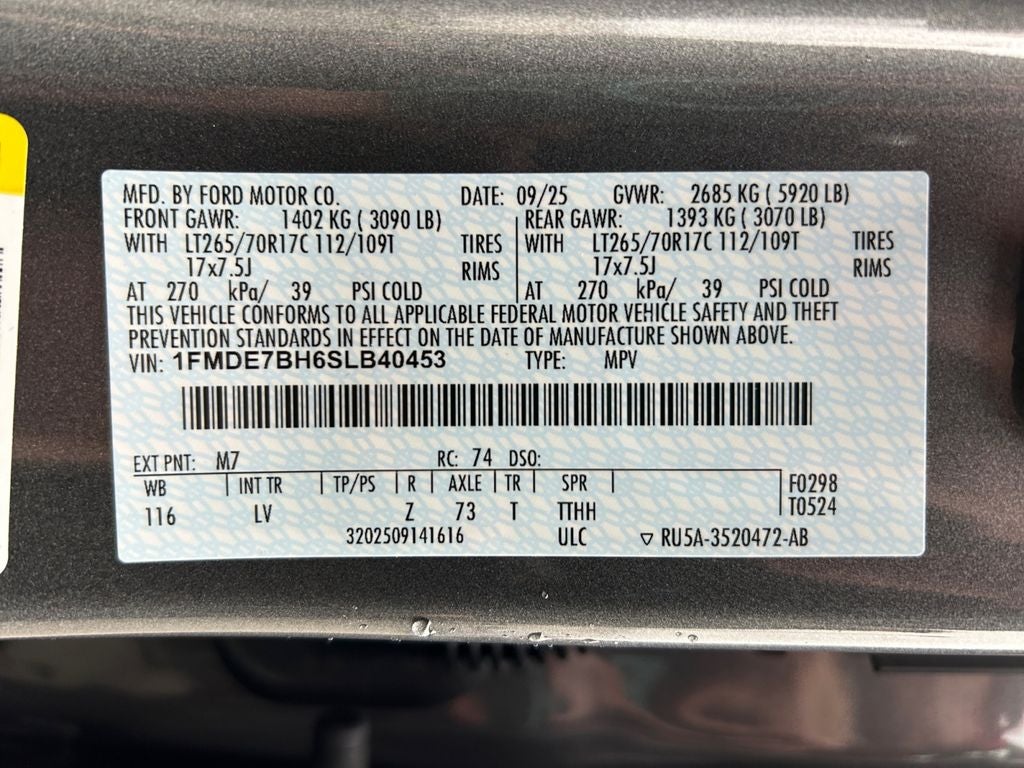 MFD. BY FORD MOTOR CO. DATE: 09/25 GVWR: 2685 KG ( 5920 LB)
FRONT GAWR: 1402 KG ( 3090 LB) REAR GAWR: 1393 KG ( 3070 LB)
WITH LT265/70R17C 112/109T TIRES WITH LT265/70R17C 112/109T TIRES
17x7.5J RIMS 17x7.5J RIMS
AT 270 kPa/ 39 PSI COLD AT 270 kPa/ 39 PSI COLD
THIS VEHICLE CONFORMS TO ALL APPLICABLE FEDERAL MOTOR VEHICLE SAFETY AND THEFT
PREVENTION STANDARDS IN EFFECT ON THE DATE OF MANUFACTURE SHOWN ABOVE.
VIN: 1FMDE7BH6SLB40453 TYPE: MPV
EXT PNT: M7 RC: 74 DSO:
WB INT TR TP/PS R AXLE TR SPR F0298
116 LV Z 73 T TTHH T0524
3202509141616 ULC ▽ RU5A-3520472-AB